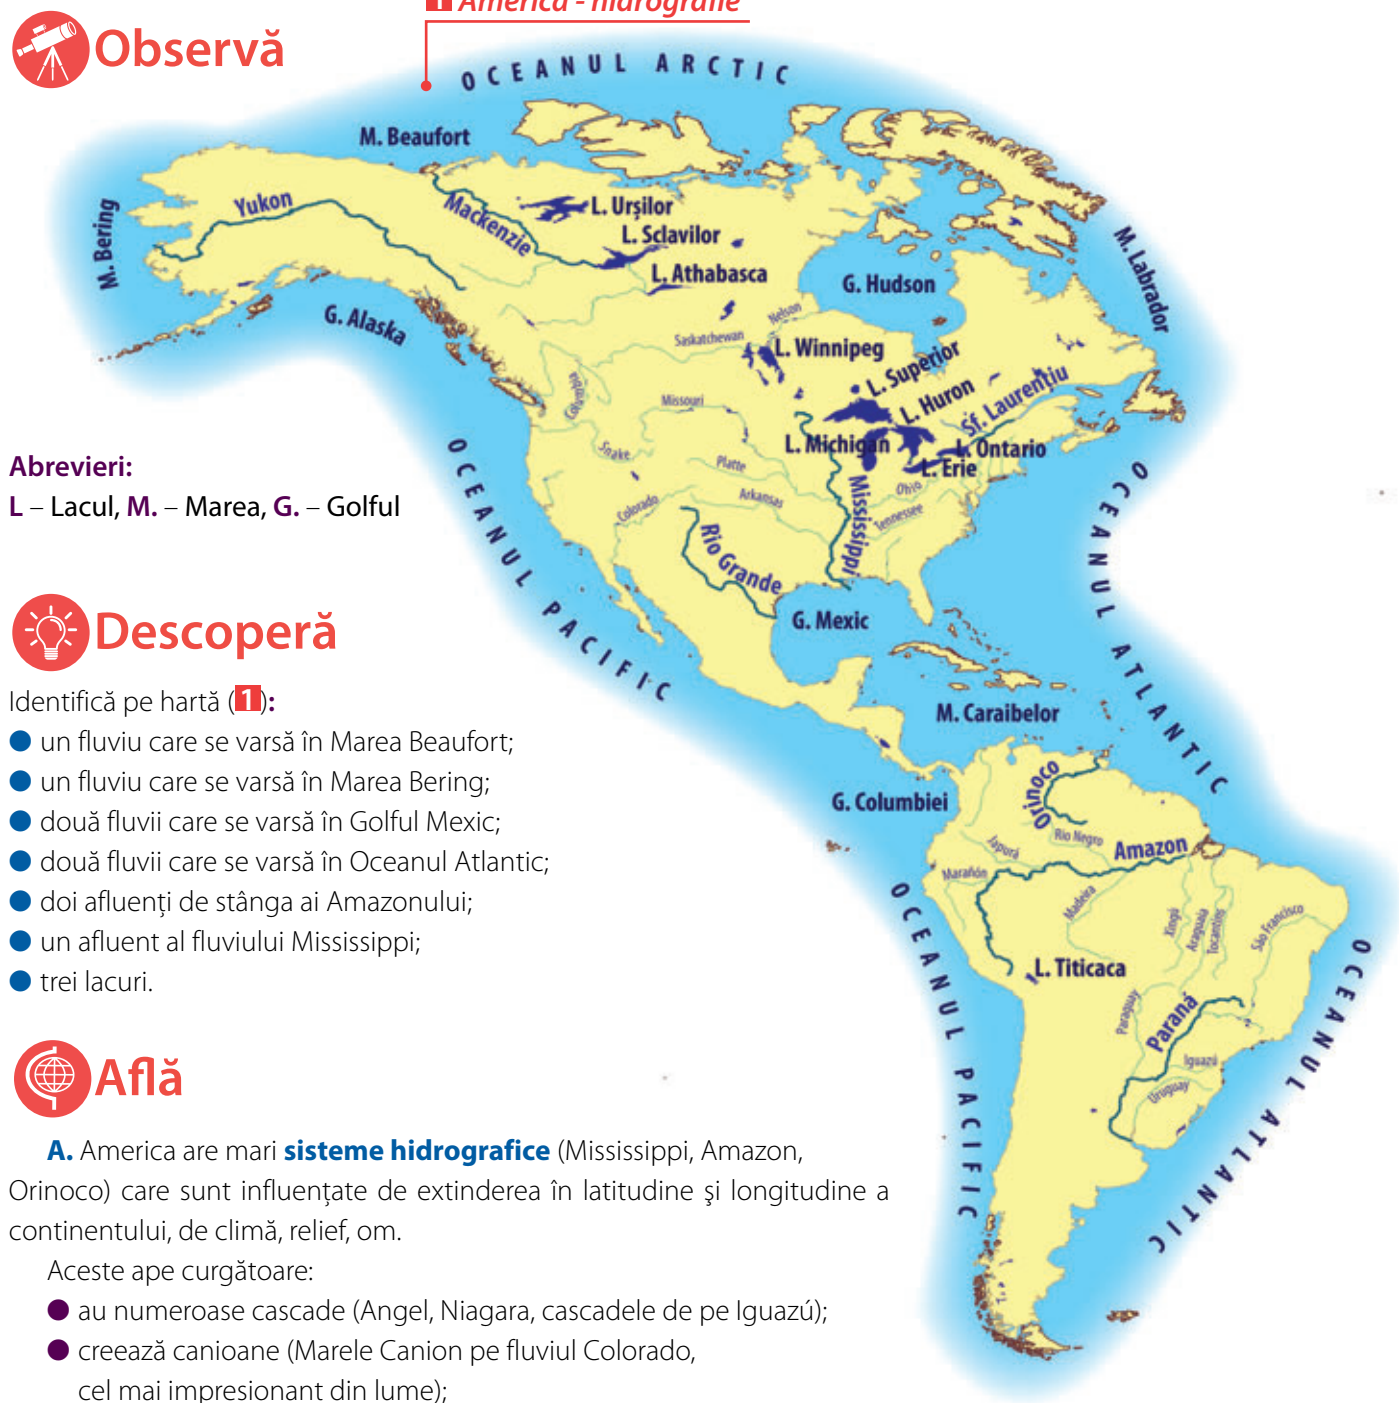 1 America - hidrografie
Observă
OCEANUL ARCTIC
M. Beaufort
M. Bering
Yukon
Mackenzie
L. Urșilor
L. Sclavilor
L. Athabasca
G. Hudson
M. Labrador
G. Alaska
Nelson
Saskatchewan
L. Winnipeg
L. Superior
Columbia
Missouri
L. Huron
Sf. Laurențiu
L. Michigan
L. Ontario
L. Erie
Snake
Platte
Ohio
Mississippi
Arkansas
Colorado
Tennessee
Rio Grande
G. Mexic
OCEANUL PACIFIC
OCEANUL ATLANTIC
Abrevieri:
L – Lacul, M. – Marea, G. – Golful
M. Caraibelor
G. Columbiei
Orinoco
Rio Negro
Japurá
Amazon
Marañón
Madeira
Xingú
Araguaia
Tocantins
São Francisco
L. Titicaca
Paraguay
Paraná
Iguazú
Uruguay
OCEANUL PACIFIC
OCEANUL ATLANTIC
Descoperă
Identifică pe hartă (1):
un fluviu care se varsă în Marea Beaufort;
un fluviu care se varsă în Marea Bering;
două fluvii care se varsă în Golful Mexic;
două fluvii care se varsă în Oceanul Atlantic;
doi afluenți de stânga ai Amazonului;
un afluent al fluviului Mississippi;
trei lacuri.
Află
A. America are mari sisteme hidrografice (Mississippi, Amazon,
Orinoco) care sunt influențate de extinderea în latitudine şi longitudine a
continentului, de climă, relief, om.
Aceste ape curgătoare:
au numeroase cascade (Angel, Niagara, cascadele de pe Iguazú);
creează canioane (Marele Canion pe fluviul Colorado,
cel mai impresionant din lume);